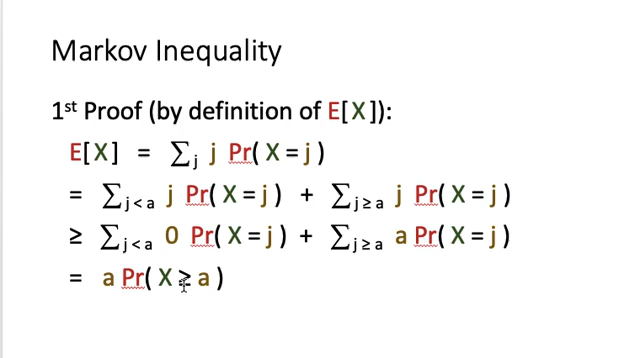 Markov Inequality
1st Proof (by definition of E[X]):
E[X] = ∑j j Pr( X = j )
= ∑j<a j Pr( X = j ) + ∑j≥a j Pr( X = j )
≥ ∑j<a 0 Pr( X = j ) + ∑j≥a a Pr( X = j )
= a Pr( X ≥ a )